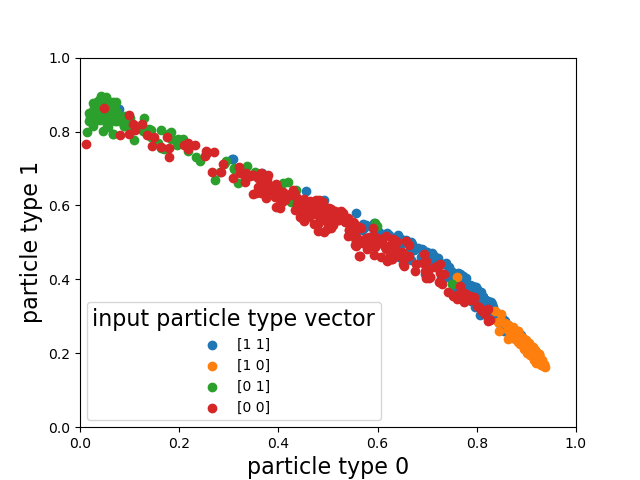 1.0
0.8
0.6
0.4
0.2
0.0
particle type 1
input particle type vector
[1 1]
[1 0]
[0 1]
[0 0]
0.0 0.2 0.4 0.6 0.8 1.0
particle type 0